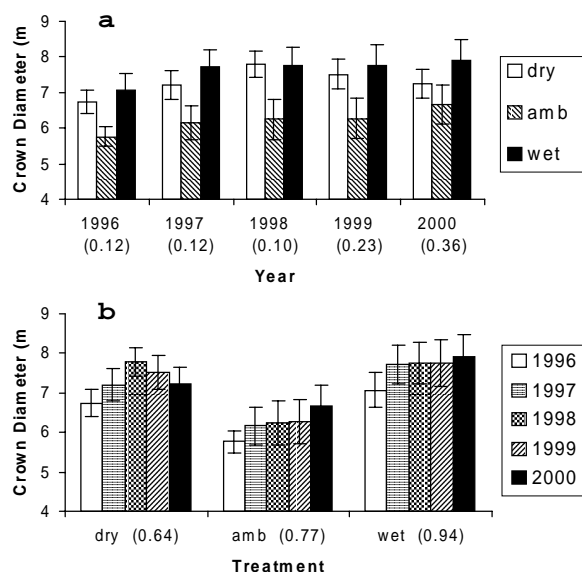 a
Crown Diameter (m
9
8
7
6
5
4
1996 1997 1998 1999 2000
(0.12) (0.12) (0.10) (0.23) (0.36)
Year
dry
amb
wet
b
Crown Diameter (m
9
8
7
6
5
4
dry (0.64) amb (0.77) wet (0.94)
Treatment
1996
1997
1998
1999
2000